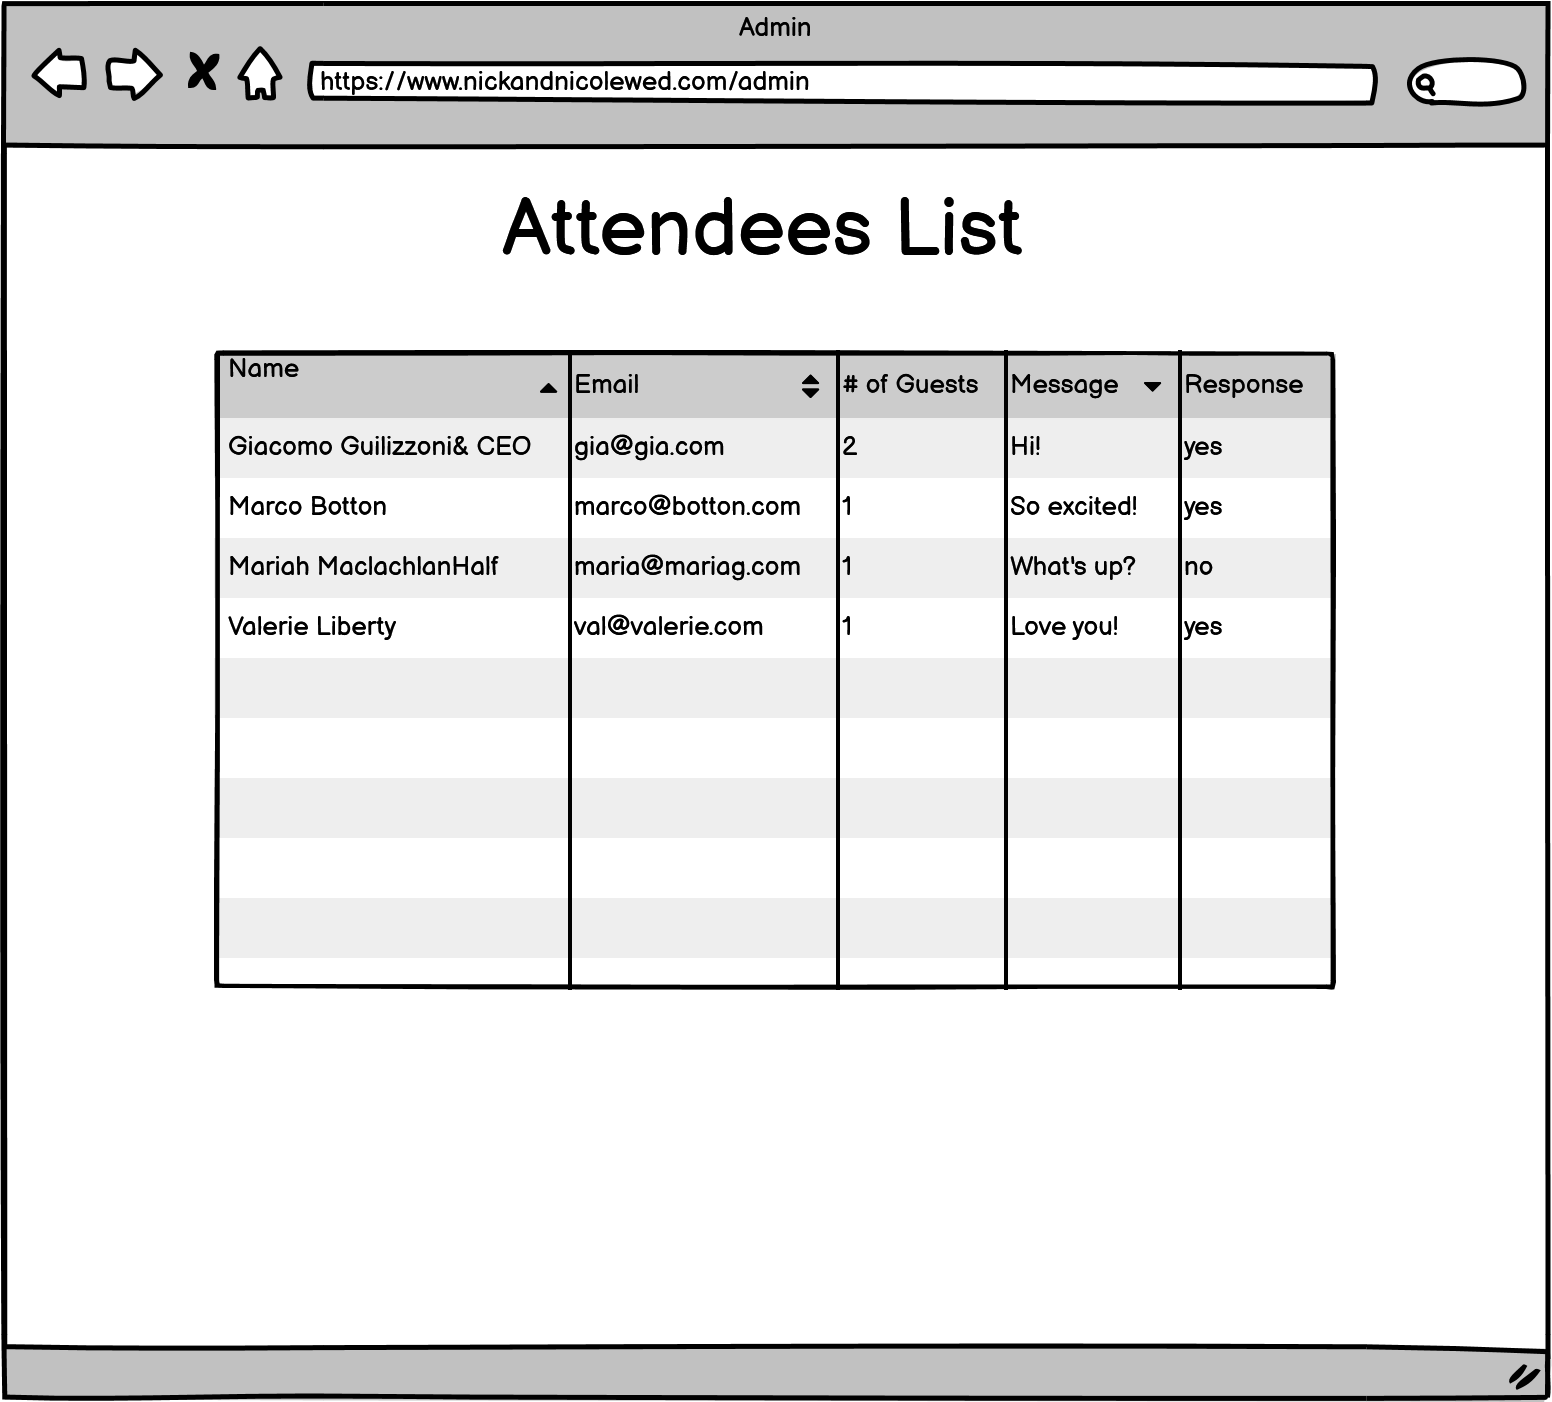 Admin
https://www.nickandnicolewed.com/admin
Attendees List
Name Email # of Guests Message Response
Giacomo Guilizzoni& CEO gia@gia.com 2 Hi! yes
Marco Botton marco@botton.com 1 So excited! yes
Mariah MaclachlanHalf maria@mariag.com 1 What's up? no
Valerie Liberty val@valerie.com 1 Love you! yes